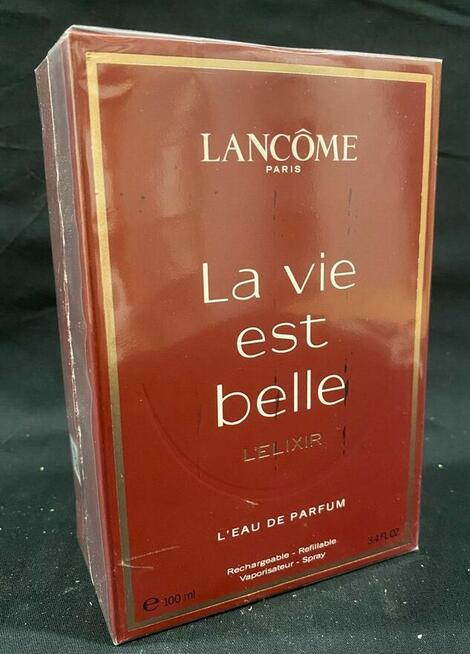 LANCÔME
PARIS
La vie
est
belle
L'ELIXIR
L'EAU DE PARFUM
Rechargeable - Refillable
Vaporisateur - Spray
e 100 ml
3.4 FL.OZ